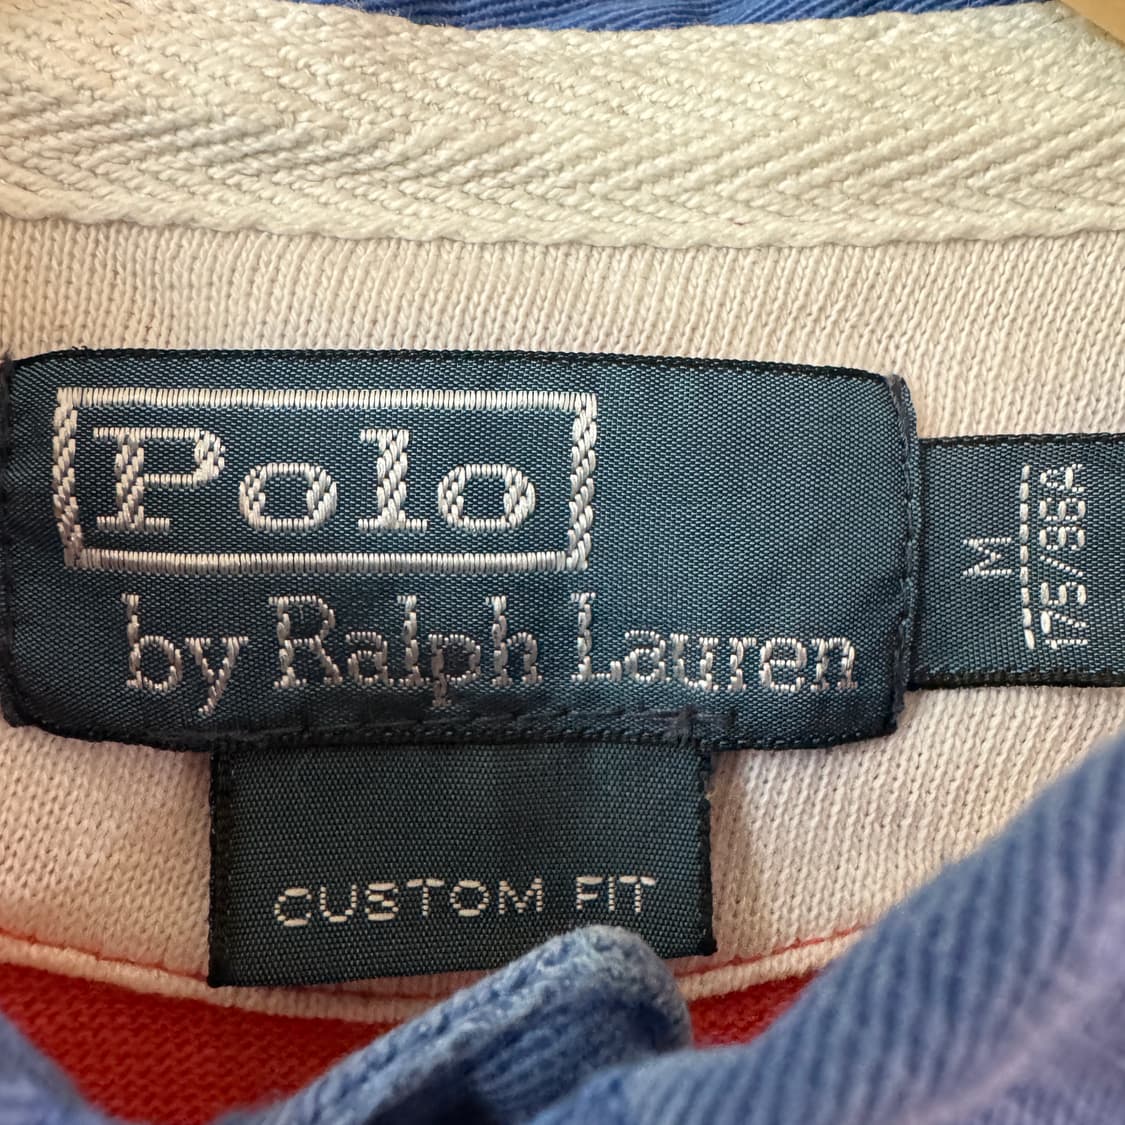 Polo
by Ralph Lauren
M
175/96A
CUSTOM FIT